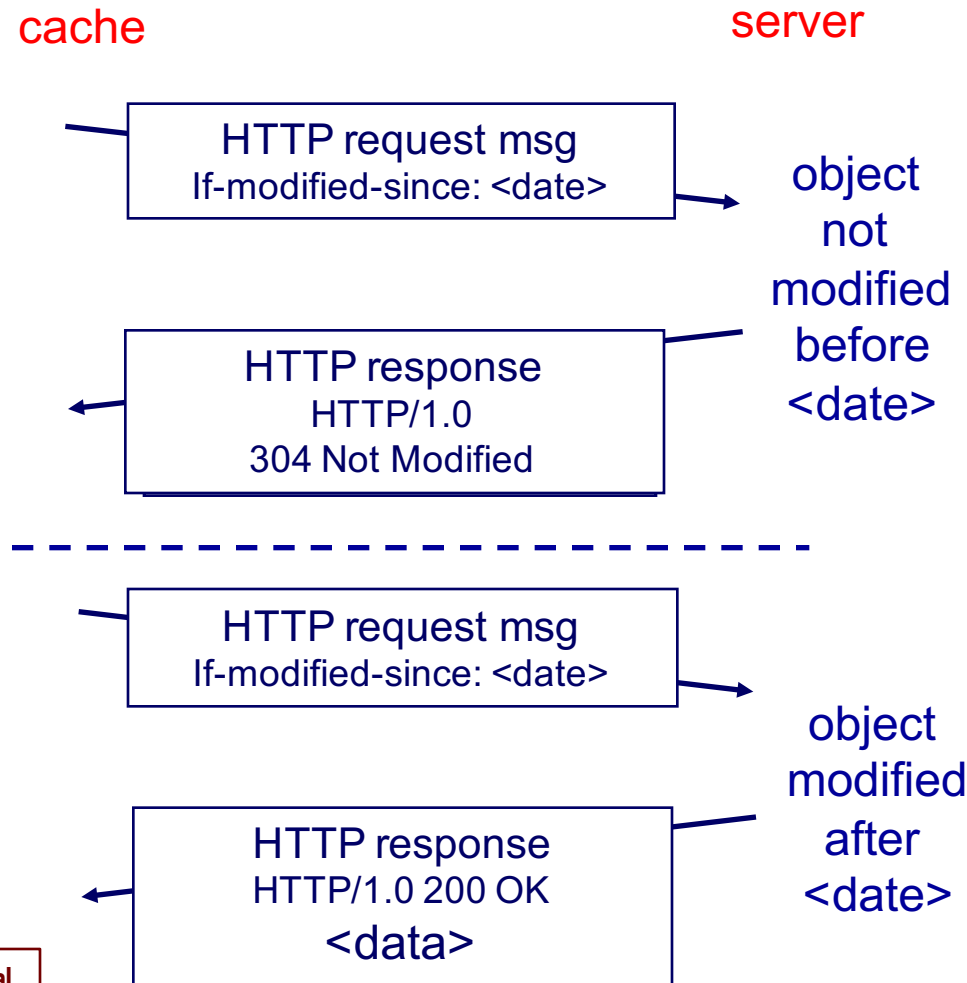 cache
server
HTTP request msg
If-modified-since: <date>
object
not
modified
before
<date>
HTTP response
HTTP/1.0
304 Not Modified
HTTP request msg
If-modified-since: <date>
object
modified
after
<date>
HTTP response
HTTP/1.0 200 OK
<data>